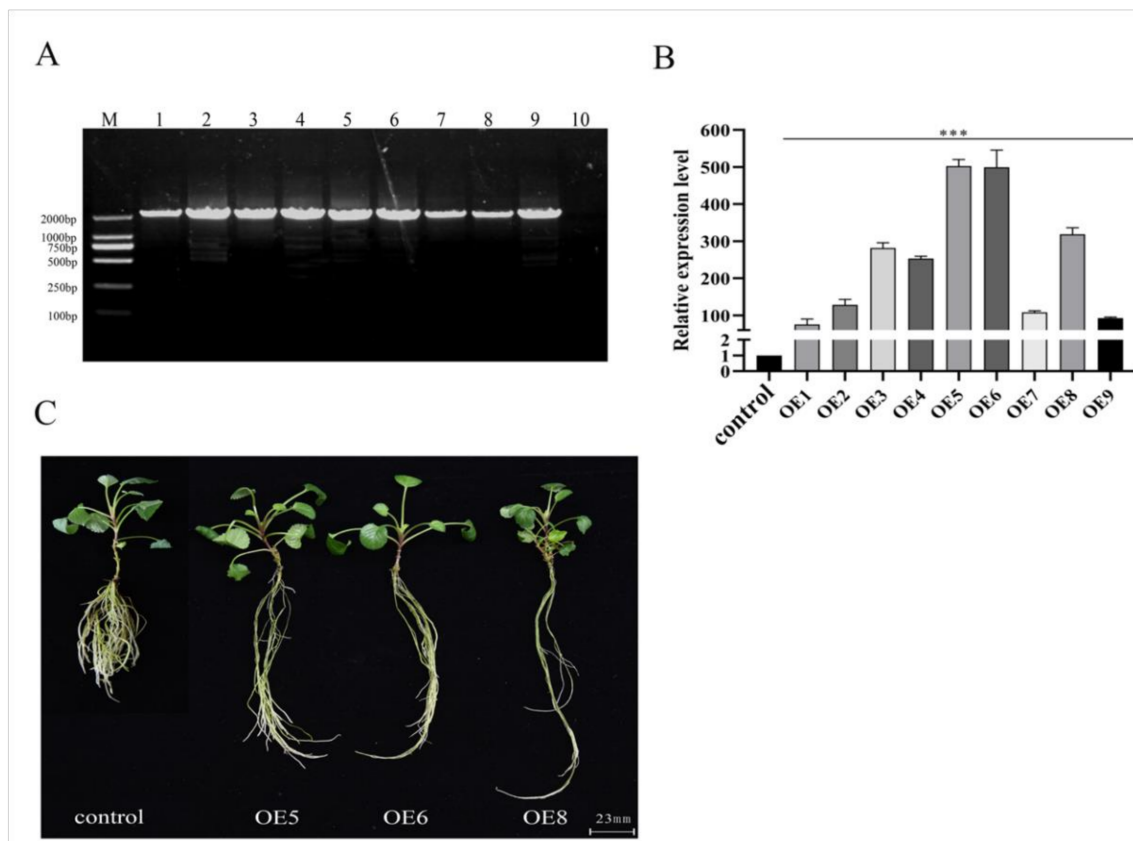 A
M 1 2 3 4 5 6 7 8 9 10
2000bp
1000bp
750bp
500bp
250bp
100bp
B
***
Relative expression level
600
500
400
300
200
100
2
1
0
control
OE1
OE2
OE3
OE4
OE5
OE6
OE7
OE8
OE9
C
control OE5 OE6 OE8
23mm